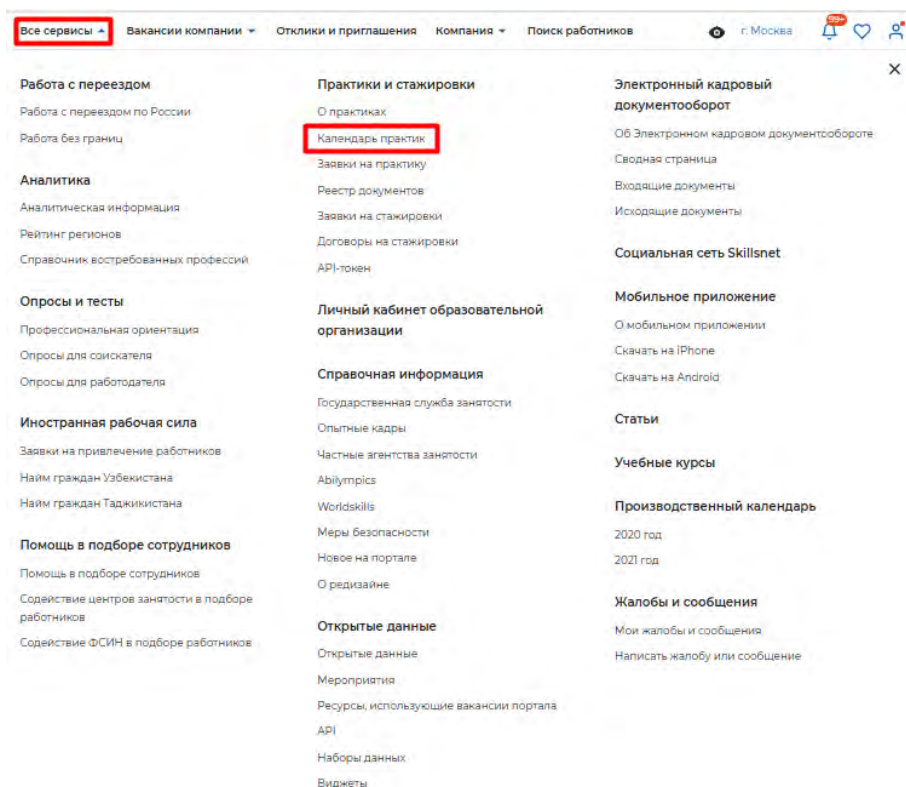 Все сервисы Вакансии компании Отклики и приглашения Компания Поиск работников г. Москва 99+
Работа с переездом
Работа с переездом по России
Работа без границ
Аналитика
Аналитическая информация
Рейтинг регионов
Справочник востребованных профессий
Опросы и тесты
Профессиональная ориентация
Опросы для соискателя
Опросы для работодателя
Иностранная рабочая сила
Заявки на привлечение работников
Найм граждан Узбекистана
Найм граждан Таджикистана
Помощь в подборе сотрудников
Помощь в подборе сотрудников
Содействие центров занятости в подборе
работников
Содействие ФСИН в подборе работников
Практики и стажировки
О практиках
Календарь практик
Заявки на практику
Реестр документов
Заявки на стажировки
Договоры на стажировки
API-токен
Личный кабинет образовательной
организации
Справочная информация
Государственная служба занятости
Опытные кадры
Частные агентства занятости
Abilympics
Worldskills
Меры безопасности
Новое на портале
О редизайне
Открытые данные
Открытые данные
Мероприятия
Ресурсы, использующие вакансии портала
API
Наборы данных
Виджеты
Электронный кадровый
документооборот
Об Электронном кадровом документообороте
Сводная страница
Входящие документы
Исходящие документы
Социальная сеть Skillsnet
Мобильное приложение
О мобильном приложении
Скачать на iPhone
Скачать на Android
Статьи
Учебные курсы
Производственный календарь
2020 год
2021 год
Жалобы и сообщения
Мои жалобы и сообщения
Написать жалобу или сообщение